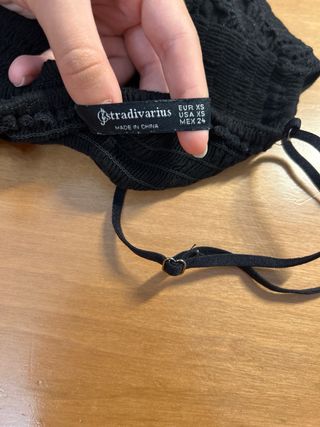 stradivarius
MADE IN CHINA
EUR XS
USA XS
MEX 24